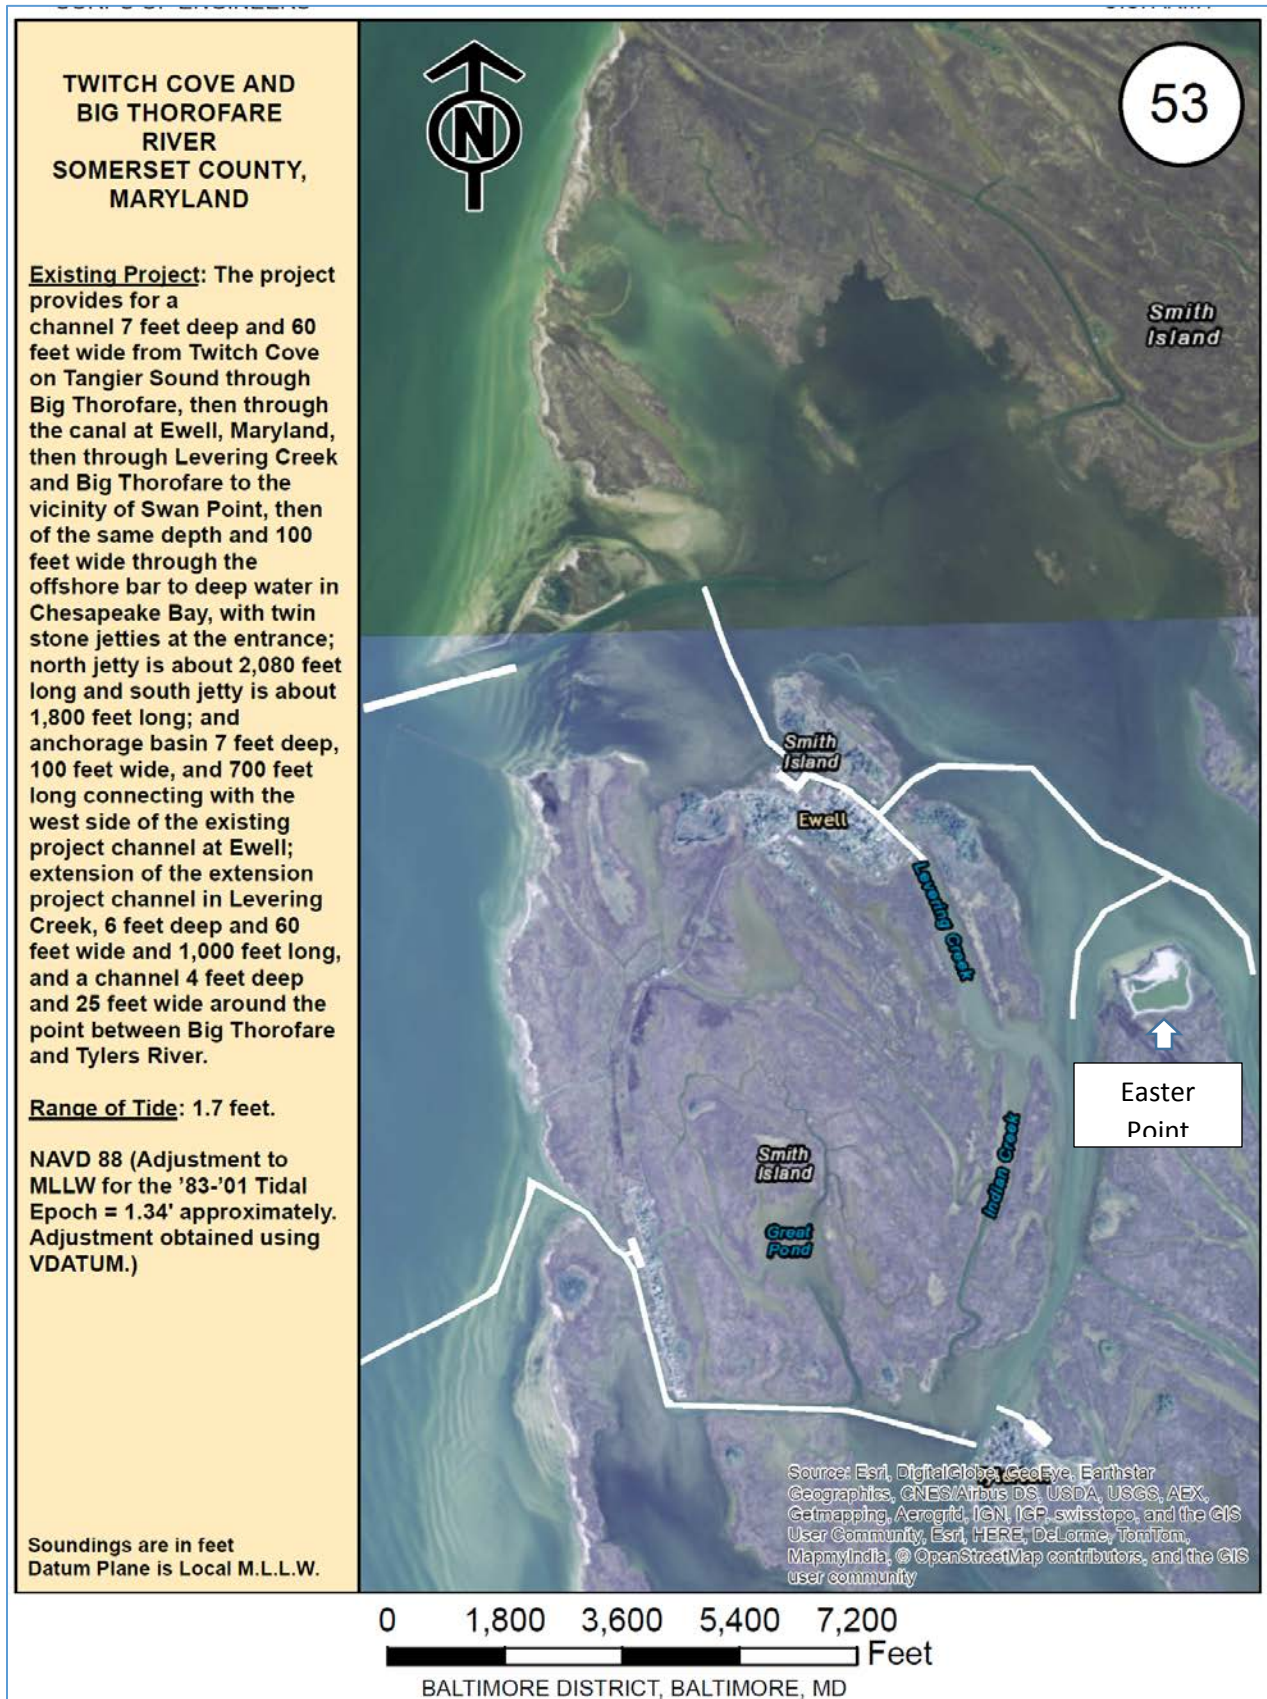 TWITCH COVE AND
BIG THOROFARE
RIVER
SOMERSET COUNTY,
MARYLAND
Existing Project: The project
provides for a
channel 7 feet deep and 60
feet wide from Twitch Cove
on Tangier Sound through
Big Thorofare, then through
the canal at Ewell, Maryland,
then through Levering Creek
and Big Thorofare to the
vicinity of Swan Point, then
of the same depth and 100
feet wide through the
offshore bar to deep water in
Chesapeake Bay, with twin
stone jetties at the entrance;
north jetty is about 2,080 feet
long and south jetty is about
1,800 feet long; and
anchorage basin 7 feet deep,
100 feet wide, and 700 feet
long connecting with the
west side of the existing
project channel at Ewell;
extension of the extension
project channel in Levering
Creek, 6 feet deep and 60
feet wide and 1,000 feet long,
and a channel 4 feet deep
and 25 feet wide around the
point between Big Thorofare
and Tylers River.
Range of Tide: 1.7 feet.
NAVD 88 (Adjustment to
MLLW for the '83-'01 Tidal
Epoch = 1.34' approximately.
Adjustment obtained using
VDATUM.)
Soundings are in feet
Datum Plane is Local M.L.L.W.
N
53
Smith
Island
Smith
Island
Ewell
Levering Creek
Easter
Point
Indian Creek
Smith
Island
Great
Pond
Source: Esri, DigitalGlobe, GeoEye, Earthstar
Geographics, CNES/Airbus DS, USDA, USGS, AEX,
Getmapping, Aerogrid, IGN, IGP, swisstopo, and the GIS
User Community, Esri, HERE, DeLorme, TomTom,
MapmyIndia, © OpenStreetMap contributors, and the GIS
user community
0 1,800 3,600 5,400 7,200
Feet
BALTIMORE DISTRICT, BALTIMORE, MD